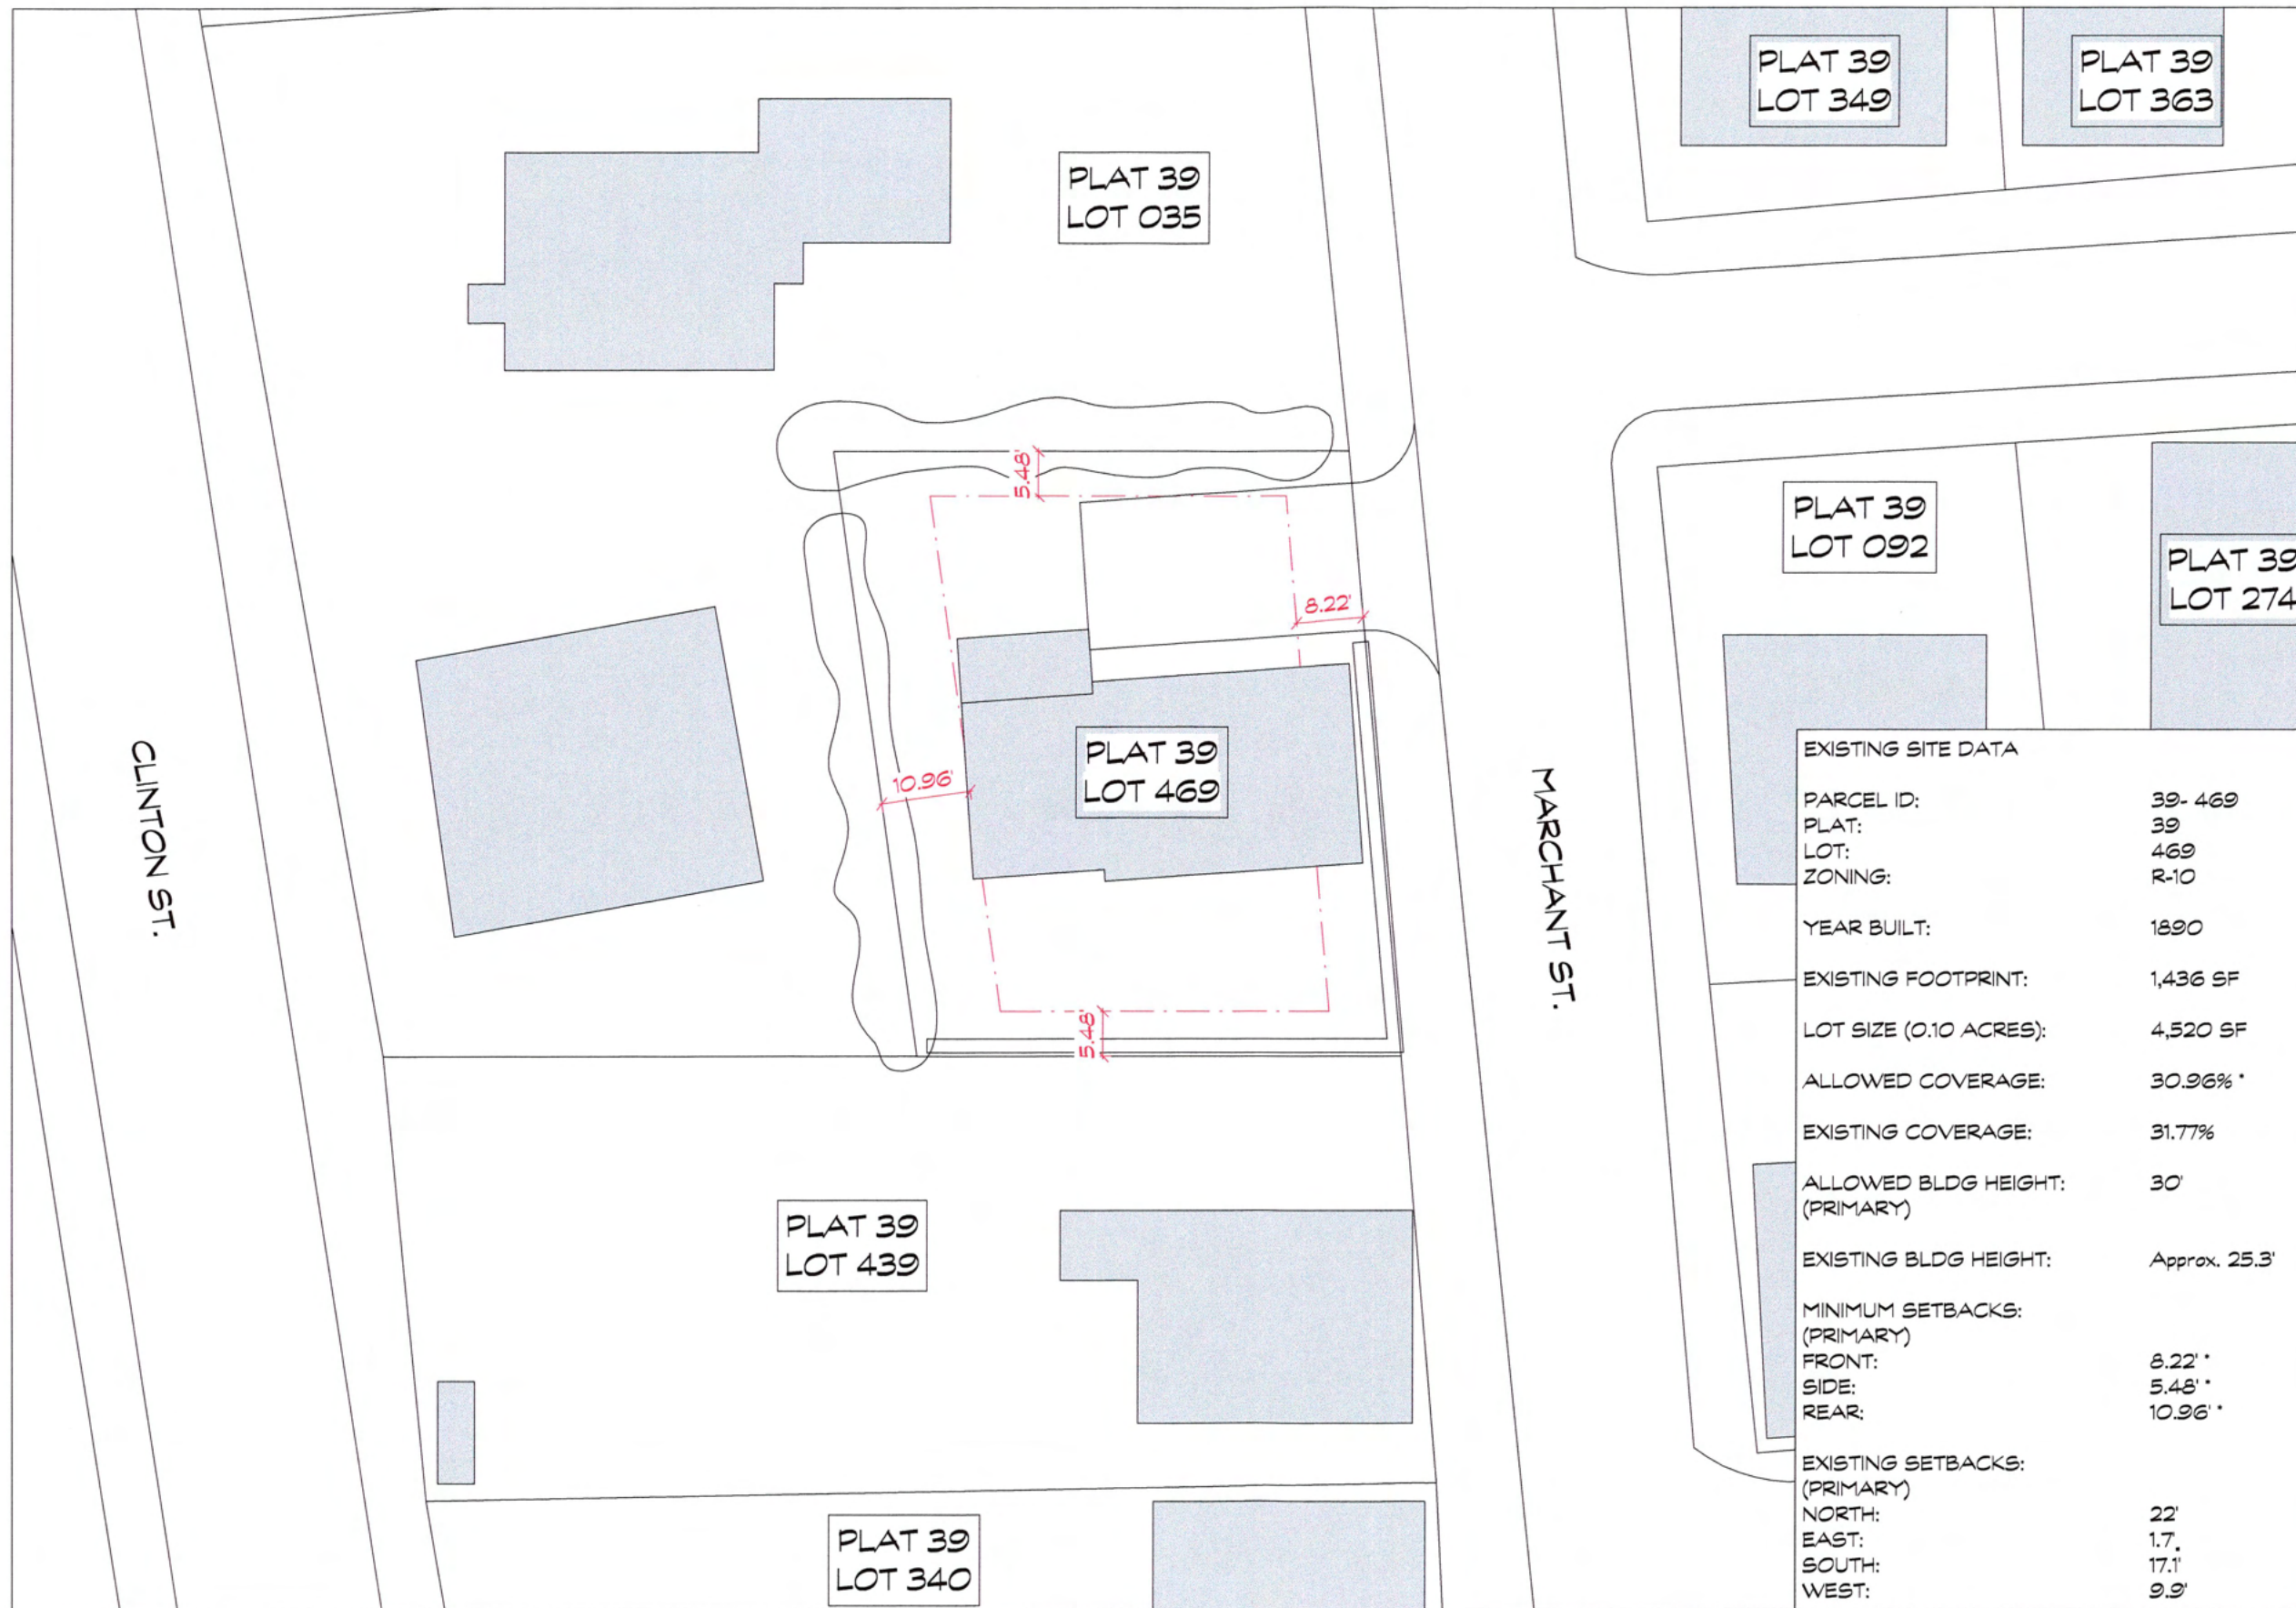 PLAT 39
LOT 349
PLAT 39
LOT 363
PLAT 39
LOT 035
5.48'
PLAT 39
LOT 092
PLAT 39
LOT 274
8.22'
PLAT 39
LOT 469
10.96'
CLINTON ST.
MARCHANT ST.
5.48'
PLAT 39
LOT 439
PLAT 39
LOT 340
EXISTING SITE DATA
PARCEL ID: 39- 469
PLAT: 39
LOT: 469
ZONING: R-10
YEAR BUILT: 1890
EXISTING FOOTPRINT: 1,436 SF
LOT SIZE (0.10 ACRES): 4,520 SF
ALLOWED COVERAGE: 30.96% *
EXISTING COVERAGE: 31.77%
ALLOWED BLDG HEIGHT: 30'
(PRIMARY)
EXISTING BLDG HEIGHT: Approx. 25.3'
MINIMUM SETBACKS:
(PRIMARY)
FRONT: 8.22' *
SIDE: 5.48' *
REAR: 10.96' *
EXISTING SETBACKS:
(PRIMARY)
NORTH: 22'
EAST: 1.7'
SOUTH: 17.1'
WEST: 9.9'